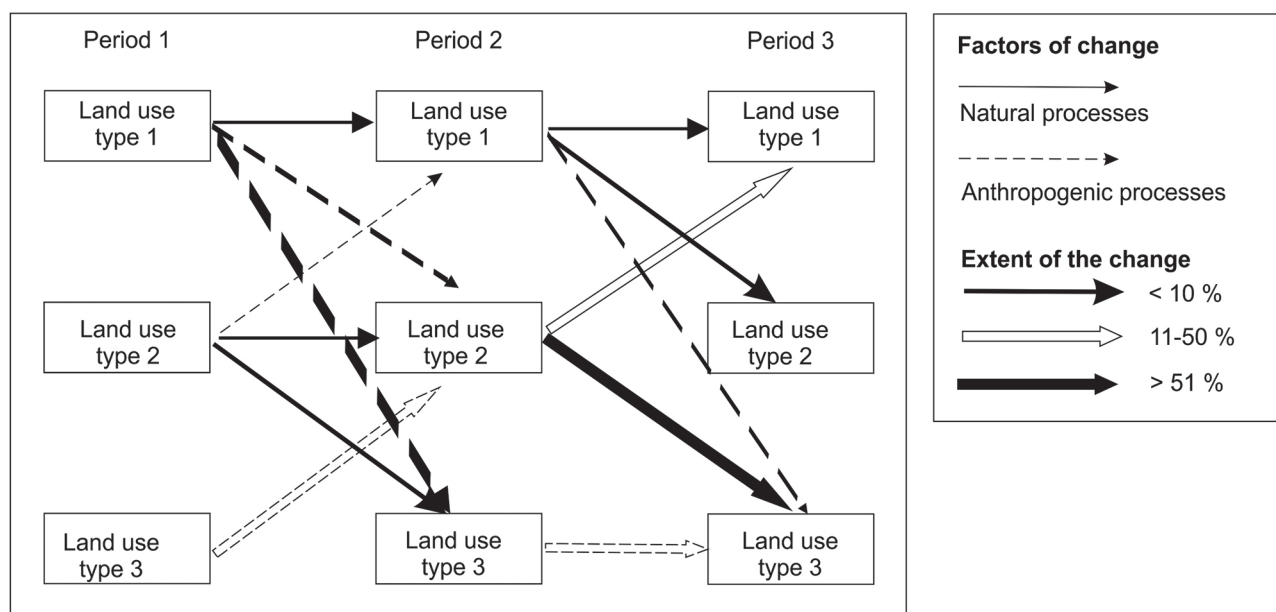 Period 1
Period 2
Period 3
Land use
type 1
Land use
type 1
Land use
type 1
Land use
type 2
Land use
type 2
Land use
type 2
Land use
type 3
Land use
type 3
Land use
type 3
Factors of change
Natural processes
Anthropogenic processes
Extent of the change
< 10 %
11-50 %
> 51 %